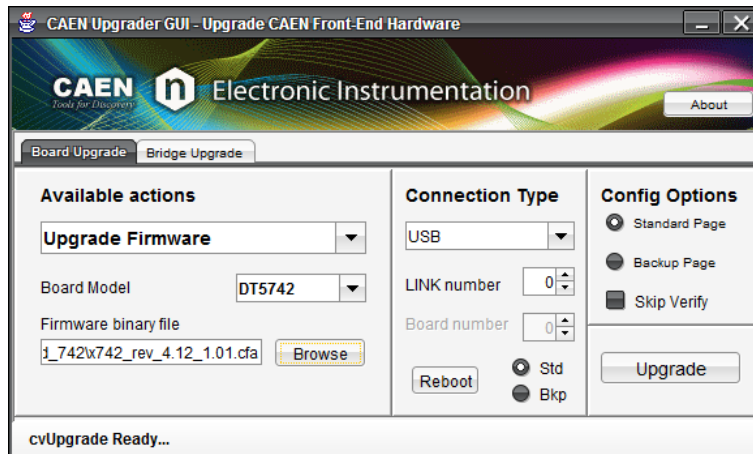 CAEN Upgrader GUI - Upgrade CAEN Front-End Hardware
CAEN n Electronic Instrumentation
Tools for Discovery
About
Board Upgrade Bridge Upgrade
Available actions
Upgrade Firmware
Board Model DT5742
Firmware binary file
d_742\x742_rev_4.12_1.01.cfa Browse
Connection Type
USB
LINK number 0
Board number 0
Reboot Std
Bkp
Config Options
Standard Page
Backup Page
Skip Verify
Upgrade
cvUpgrade Ready...